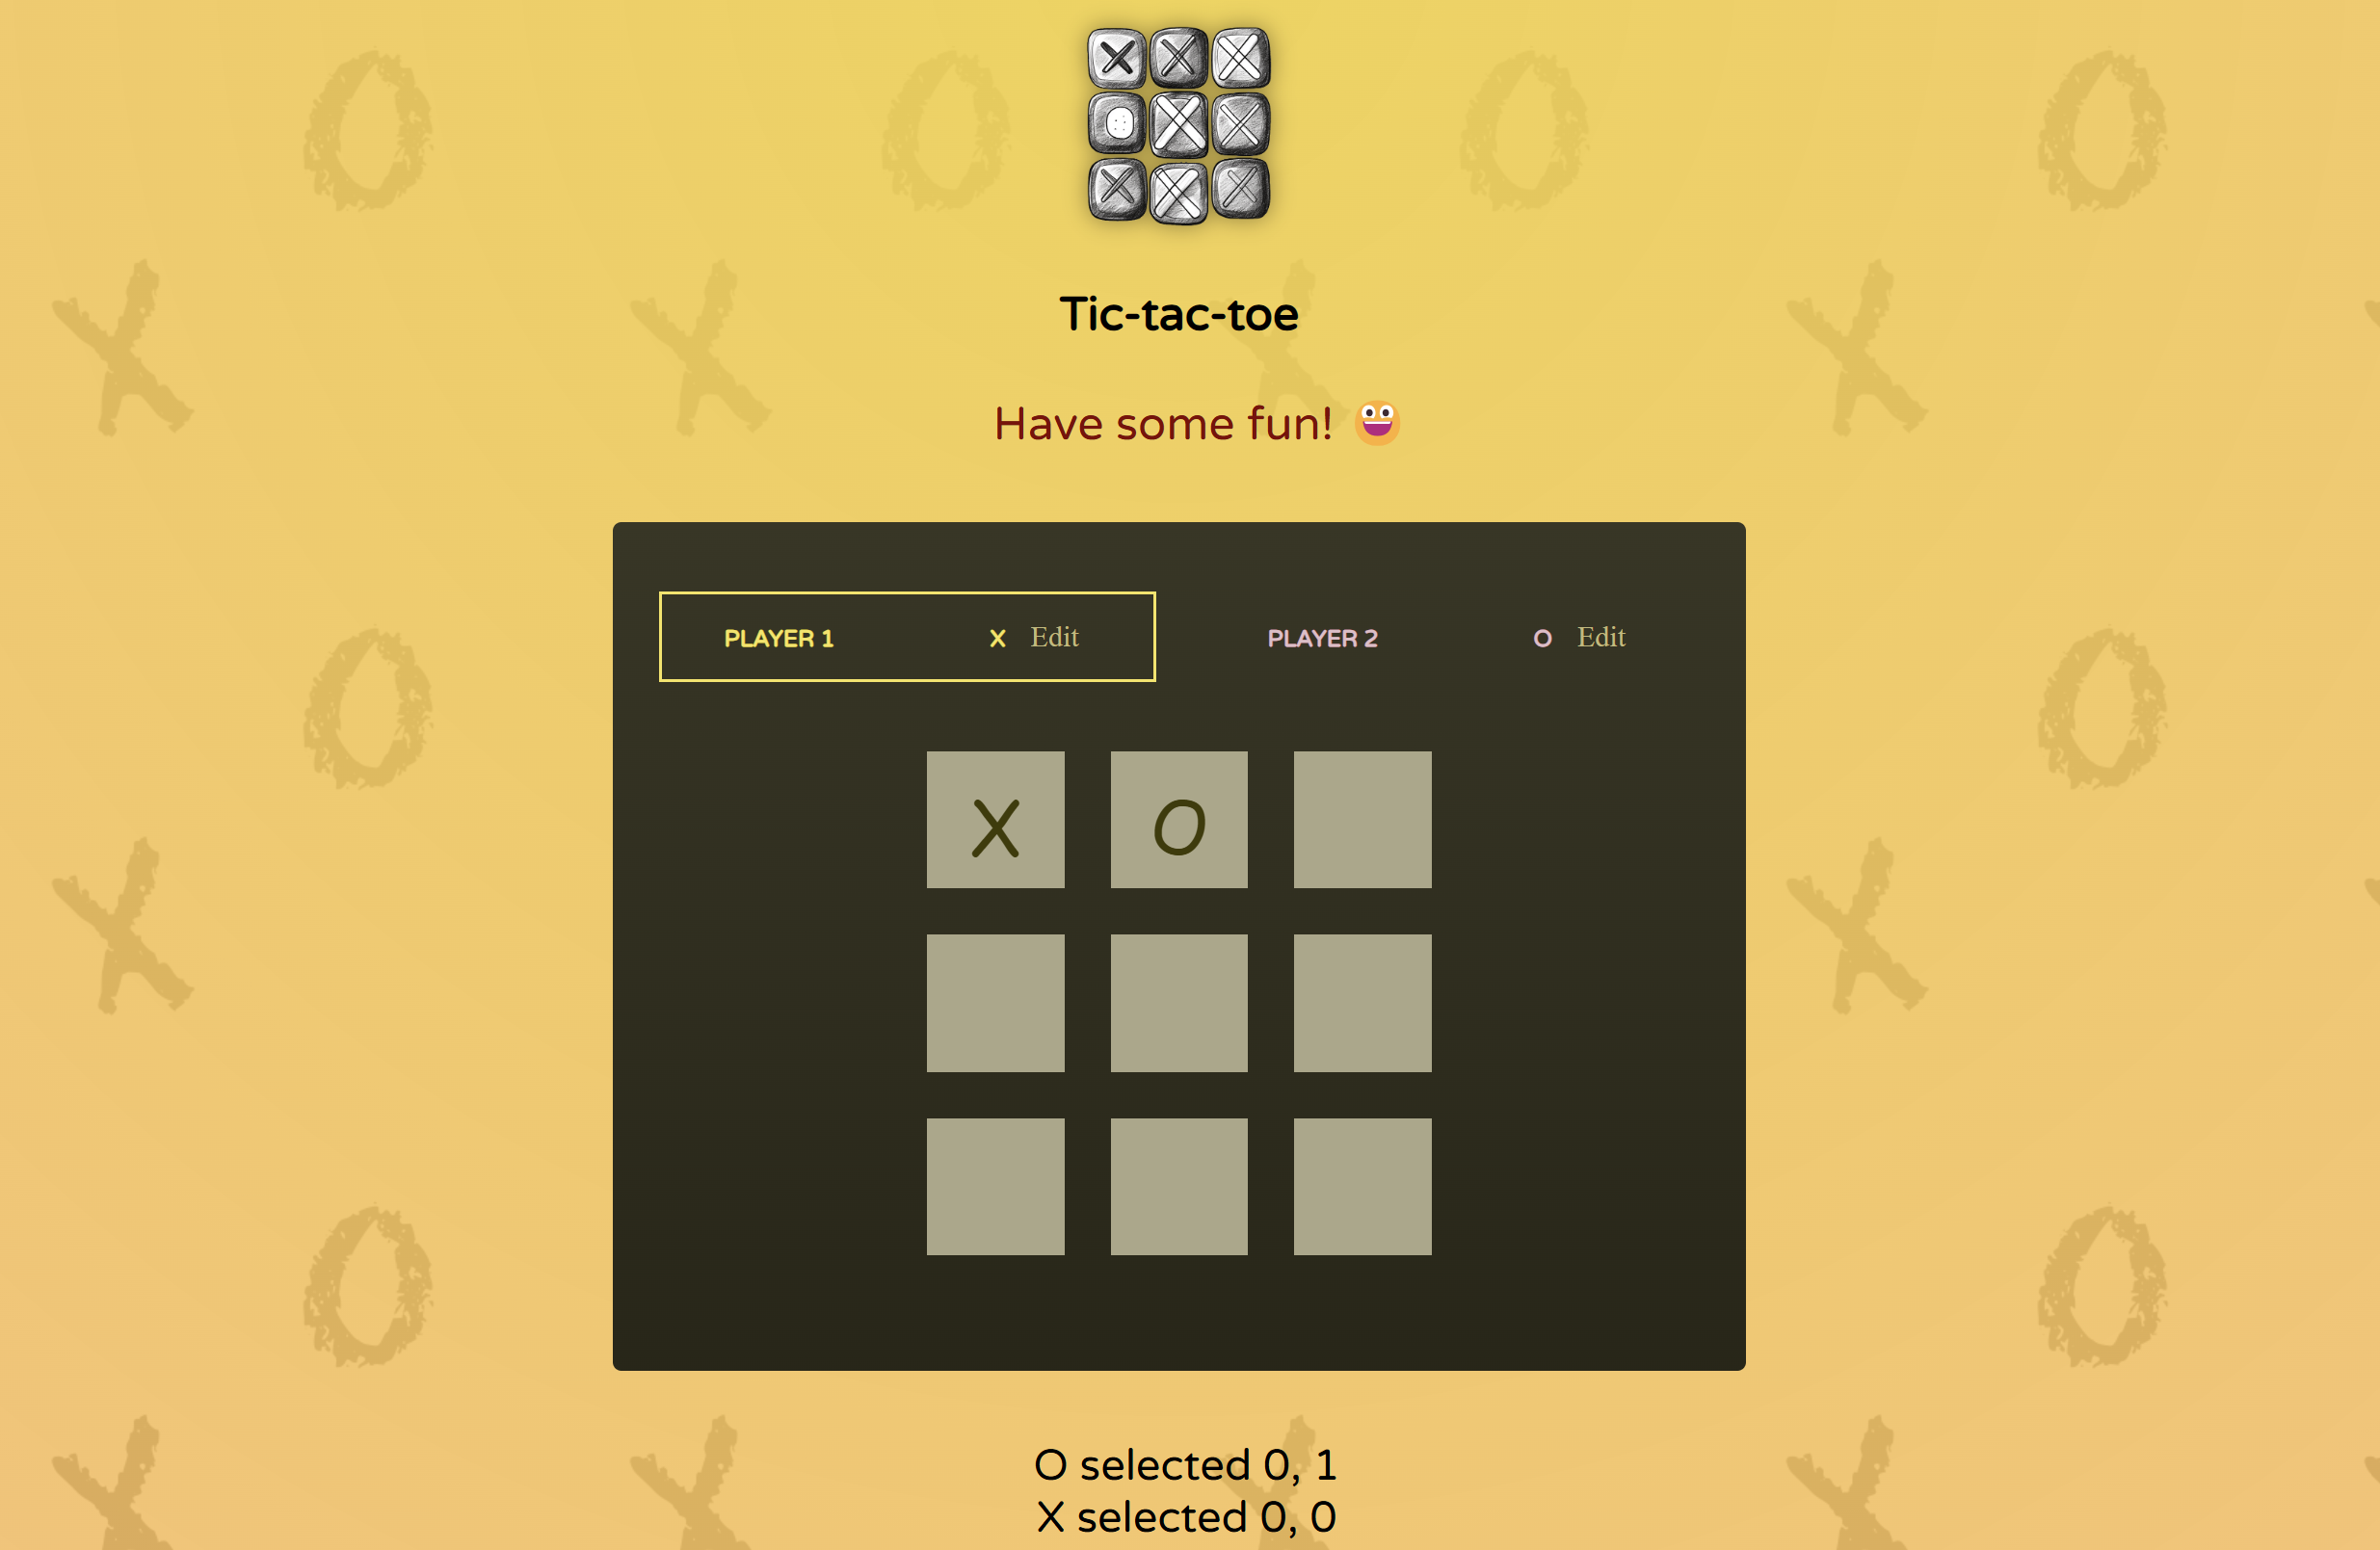 Tic-tac-toe
Have some fun! 😀
PLAYER 1 X Edit PLAYER 2 O Edit
X O
O selected 0, 1
X selected 0, 0